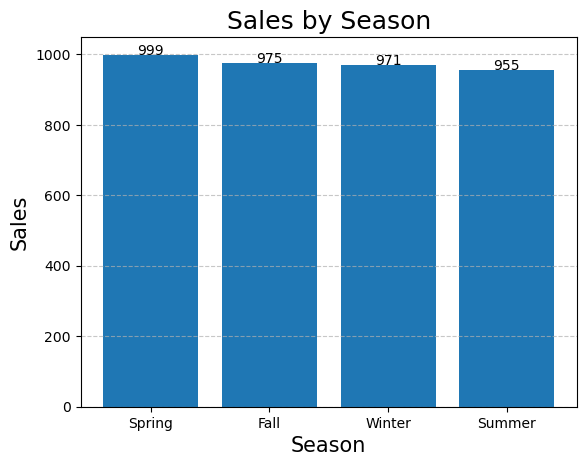 Sales by Season
Sales
1000
800
600
400
200
0
999
975
971
955
Spring
Fall
Winter
Summer
Season